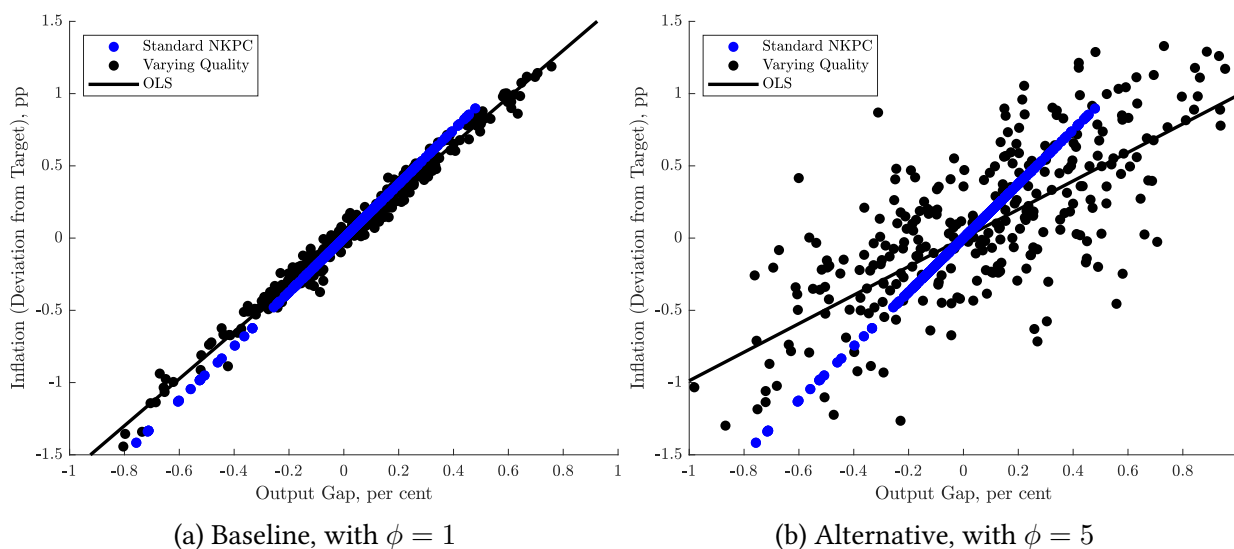 1.5
1
0.5
0
-0.5
-1
-1.5
Inflation (Deviation from Target), pp
Standard NKPC
Varying Quality
OLS
-1 -0.8 -0.6 -0.4 -0.2 0 0.2 0.4 0.6 0.8 1
Output Gap, per cent
(a) Baseline, with ϕ = 1
1.5
1
0.5
0
-0.5
-1
-1.5
Inflation (Deviation from Target), pp
Standard NKPC
Varying Quality
OLS
-1 -0.8 -0.6 -0.4 -0.2 0 0.2 0.4 0.6 0.8
Output Gap, per cent
(b) Alternative, with ϕ = 5